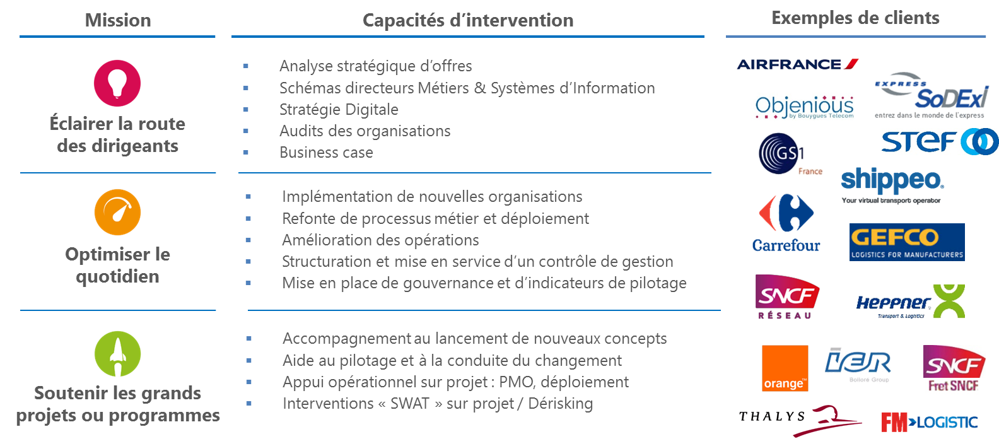 Mission
Capacités d’intervention
Exemples de clients
Éclairer la route
des dirigeants
▪ Analyse stratégique d’offres
▪ Schémas directeurs Métiers & Systèmes d’Information
▪ Stratégie Digitale
▪ Audits des organisations
▪ Business case
Optimiser le
quotidien
▪ Implémentation de nouvelles organisations
▪ Refonte de processus métier et déploiement
▪ Amélioration des opérations
▪ Structuration et mise en service d’un contrôle de gestion
▪ Mise en place de gouvernance et d’indicateurs de pilotage
Soutenir les grands
projets ou programmes
▪ Accompagnement au lancement de nouveaux concepts
▪ Aide au pilotage et à la conduite du changement
▪ Appui opérationnel sur projet : PMO, déploiement
▪ Interventions « SWAT » sur projet / Dérisking
AIRFRANCE
EXPRESS
SODEXI
entrez dans le monde de l'express
Objenious
by Bouygues Telecom
STEF
GS1
France
shippeo®
Your virtual transport operator
Carrefour
GEFCO
LOGISTICS FOR MANUFACTURERS
SNCF
RÉSEAU
HEPPNER
Transport & Logistics
orange™
IER
Bolloré Group
SNCF
Fret SNCF
THALYS
FM LOGISTIC